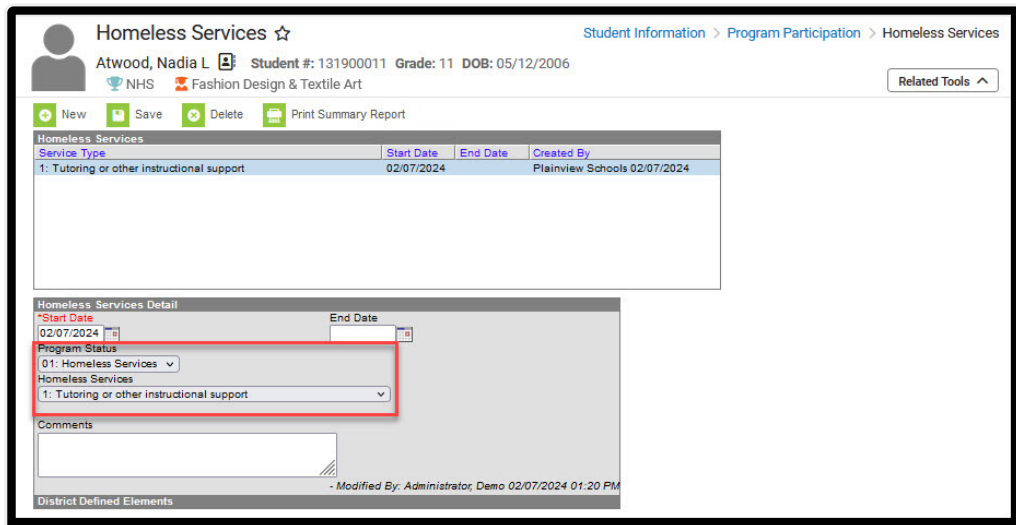 Homeless Services
Student Information > Program Participation > Homeless Services
Atwood, Nadia L Student #: 131900011 Grade: 11 DOB: 05/12/2006
NHS Fashion Design & Textile Art
Related Tools
New Save Delete Print Summary Report
Homeless Services
Service Type Start Date End Date Created By
1: Tutoring or other instructional support 02/07/2024 Plainview Schools 02/07/2024
Homeless Services Detail
*Start Date End Date
02/07/2024
Program Status
01: Homeless Services
Homeless Services
1: Tutoring or other instructional support
Comments
- Modified By: Administrator, Demo 02/07/2024 01:20 PM
District Defined Elements